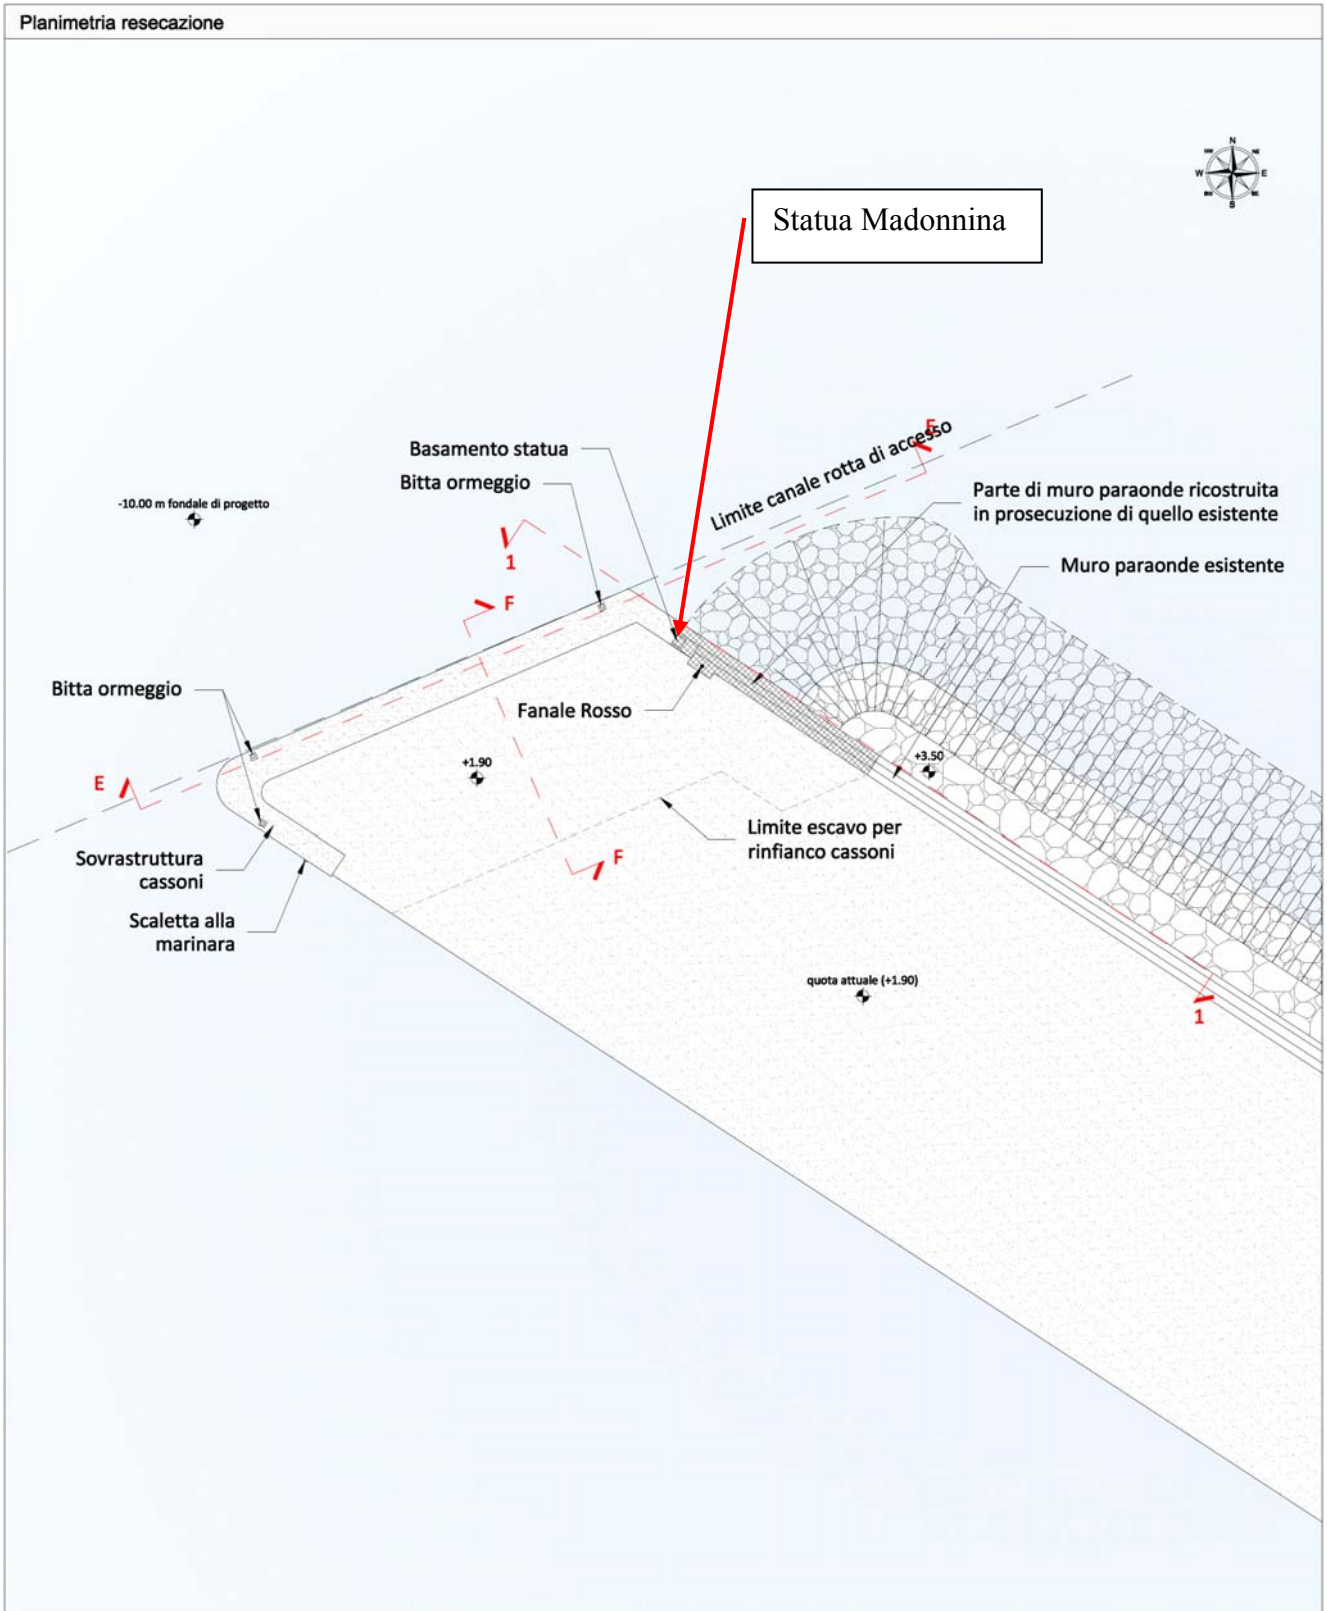 Planimetria resecazione
N
NE
E
SE
S
W
Statua Madonnina
Basamento statua
Bitta ormeggio
Limite canale rotta di accesso
E
-10.00 m fondale di progetto
Parte di muro paraonde ricostruita
in prosecuzione di quello esistente
1
Muro paraonde esistente
F
Bitta ormeggio
Fanale Rosso
+1.90
+3.50
E
Limite escavo per
rinfianco cassoni
Sovrastruttura
cassoni
F
Scaletta alla
marinara
quota attuale (+1.90)
1